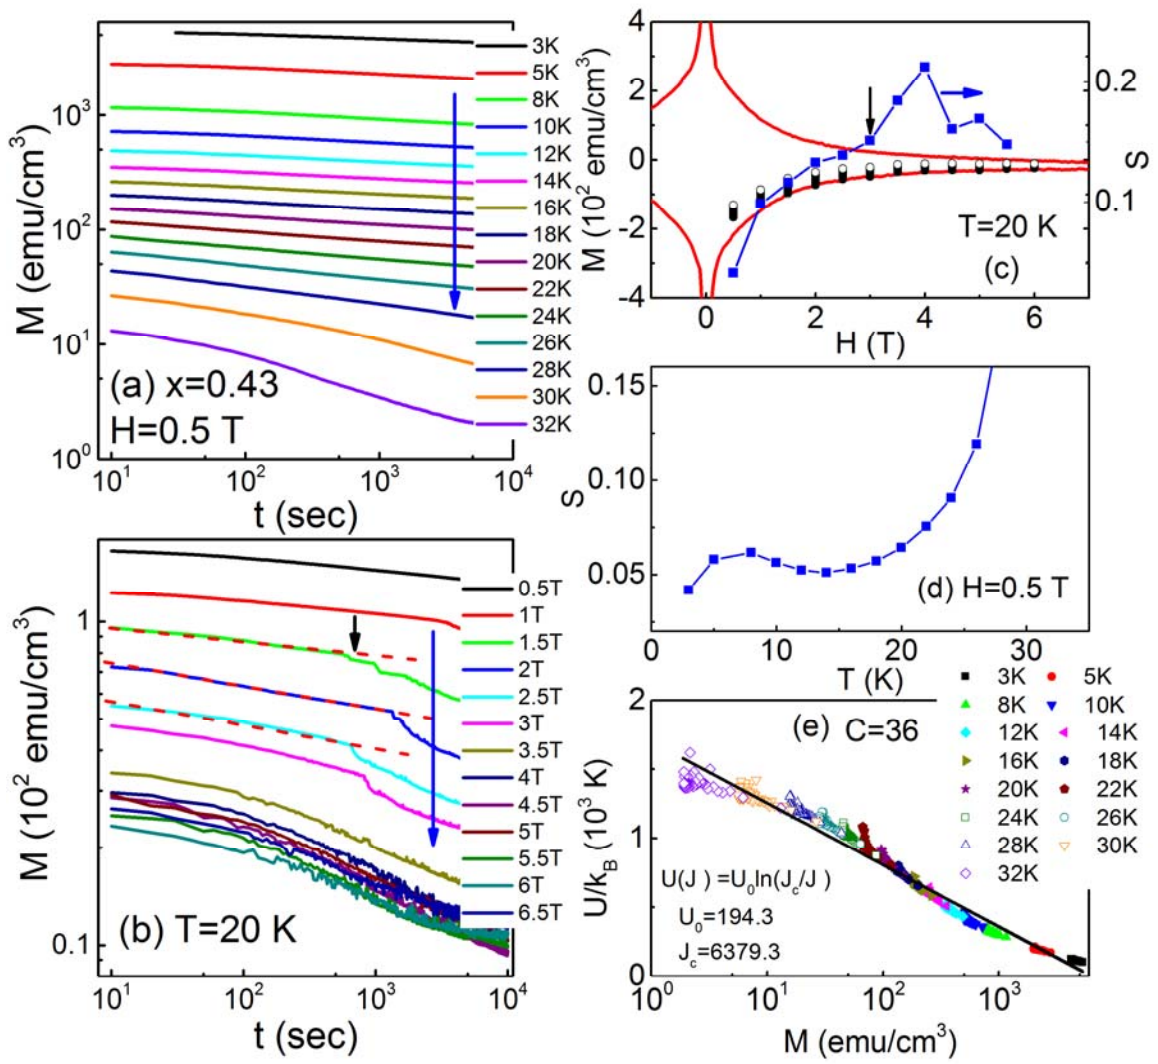 M (emu/cm³)
10³
10²
10¹
10⁰
3K
5K
8K
10K
12K
14K
16K
18K
20K
22K
24K
26K
28K
30K
32K
(a) x=0.43
H=0.5 T
10¹ 10² 10³ 10⁴
t (sec)
M (10² emu/cm³)
1
0.1
0.5T
1T
1.5T
2T
2.5T
3T
3.5T
4T
4.5T
5T
5.5T
6T
6.5T
(b) T=20 K
10¹ 10² 10³ 10⁴
t (sec)
M (10² emu/cm³)
4
2
0
-2
-4
0.2
0.1
S
T=20 K
(c)
0 2 4 6
H (T)
S
0.15
0.10
0.05
(d) H=0.5 T
0 10 20 30
T (K)
U/k_B (10³ K)
2
1
0
(e) C=36
3K 5K
8K 10K
12K 14K
16K 18K
20K 22K
24K 26K
28K 30K
32K
U(J ) =U₀ln(J_c/J )
U₀=194.3
J_c=6379.3
10⁰ 10¹ 10² 10³
M (emu/cm³)